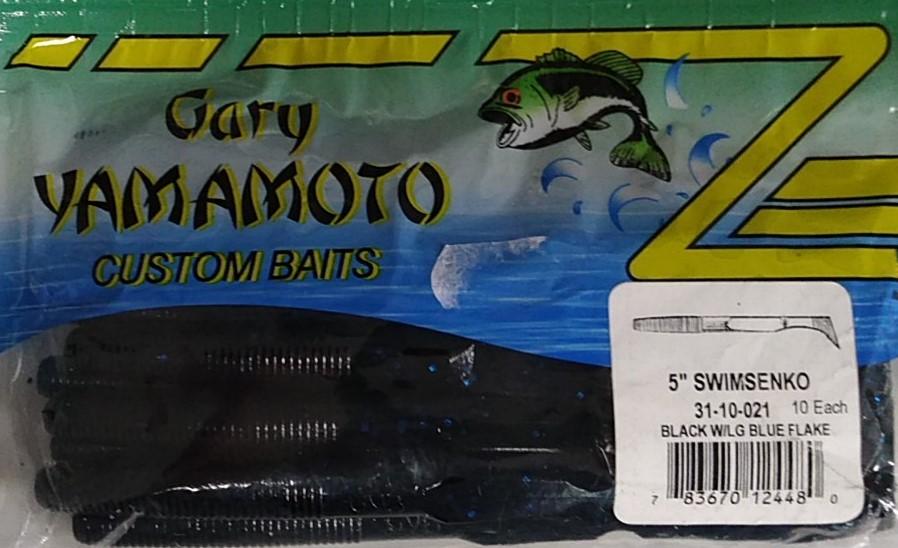 Gary
YAMAMOTO
CUSTOM BAITS
5" SWIMSENKO
31-10-021 10 Each
BLACK W/LG BLUE FLAKE
7 83670 12448 0